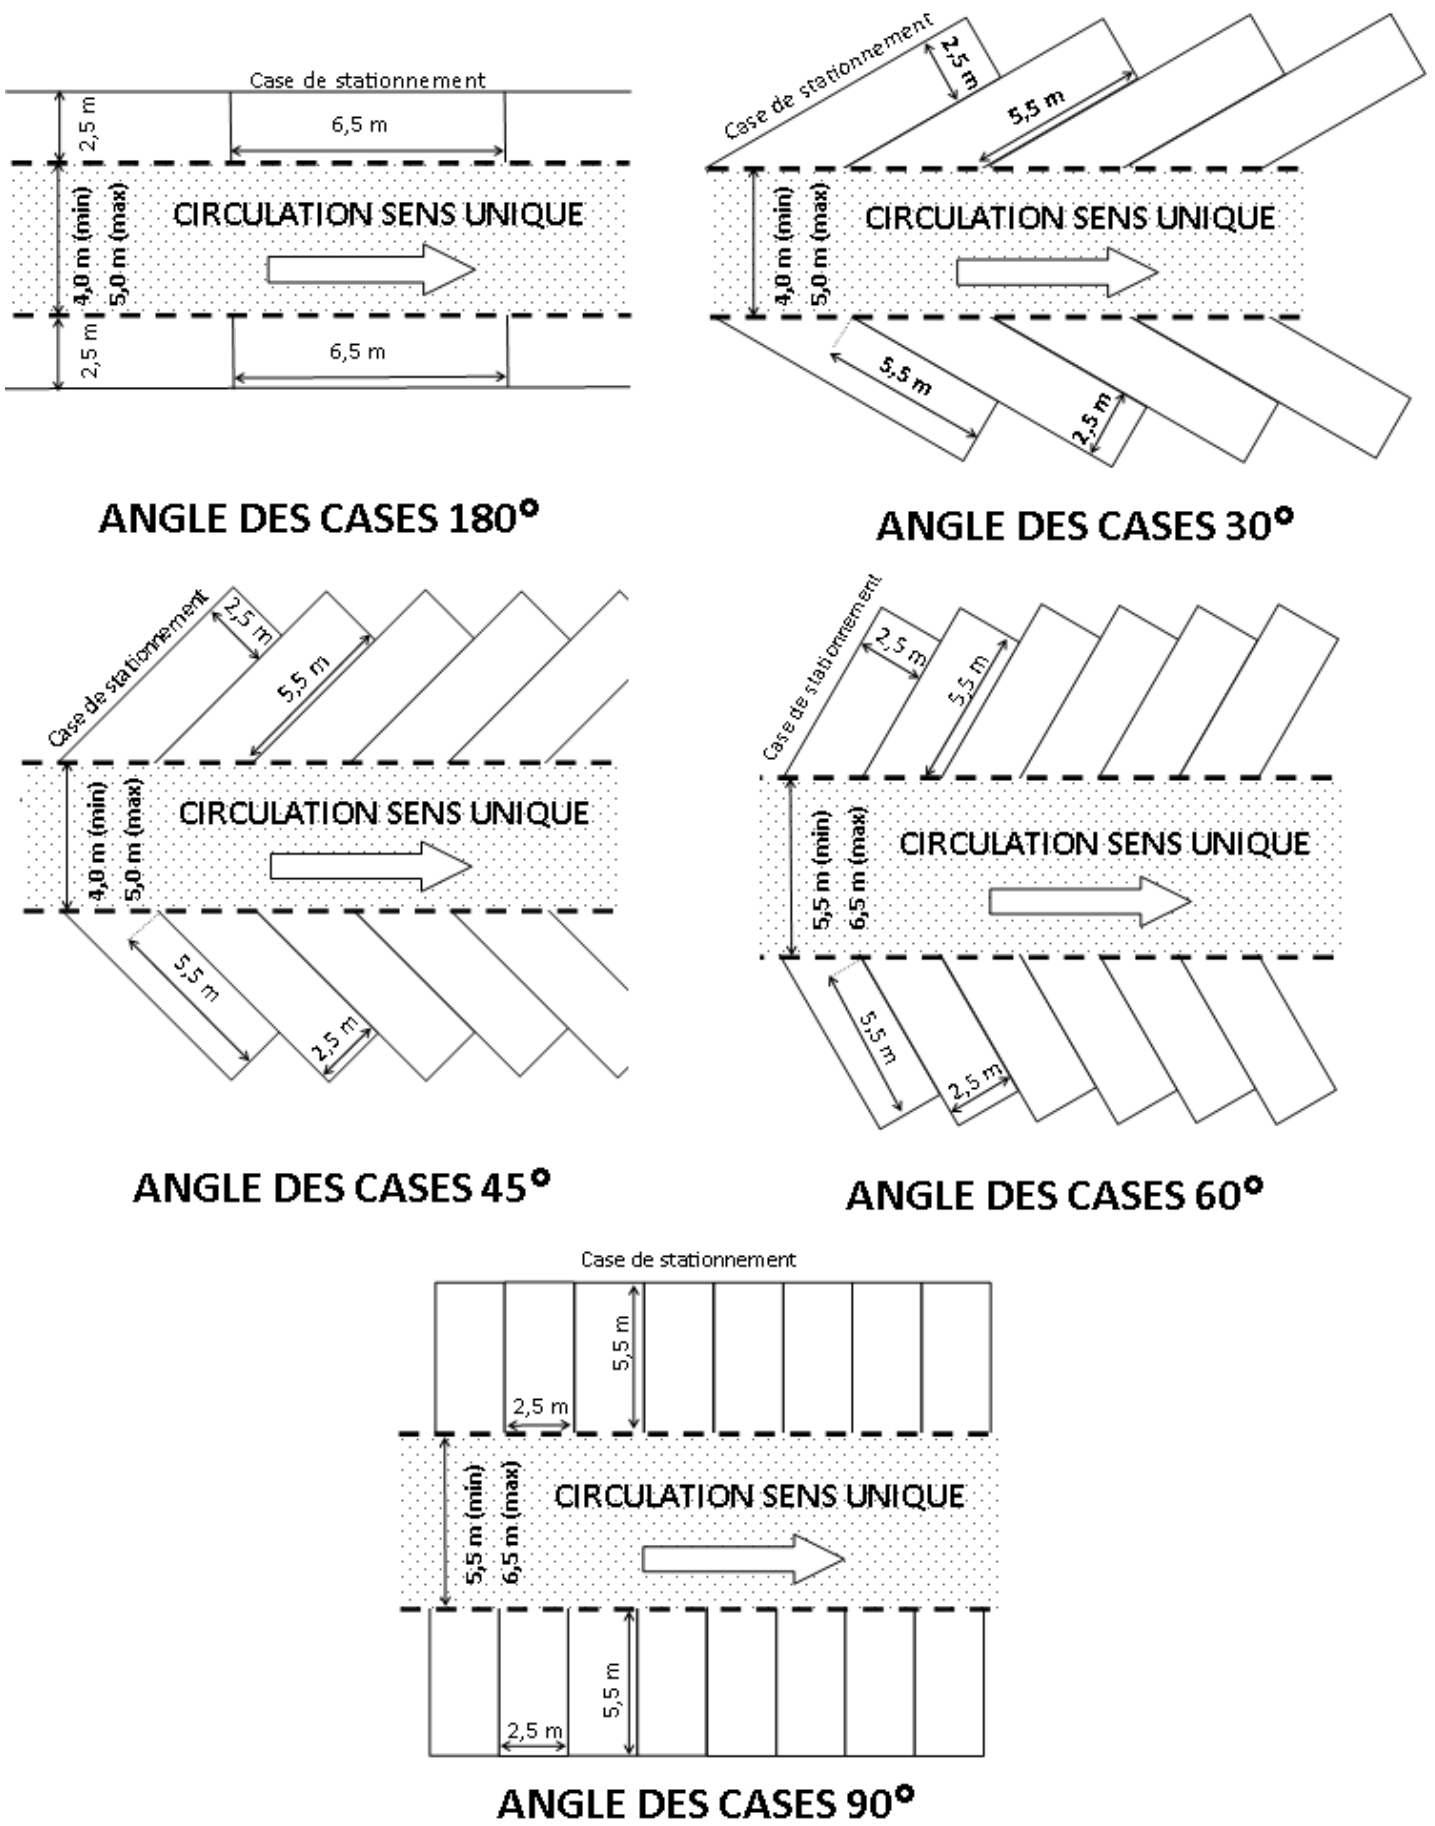 Case de stationnement
2,5 m
6,5 m
4,0 m (min)
5,0 m (max)
CIRCULATION SENS UNIQUE
2,5 m
6,5 m
ANGLE DES CASES 180°
Case de stationnement
2,5 m
5,5 m
4,0 m (min)
5,0 m (max)
CIRCULATION SENS UNIQUE
5,5 m
2,5 m
ANGLE DES CASES 30°
Case de stationnement
2,5 m
5,5 m
4,0 m (min)
5,0 m (max)
CIRCULATION SENS UNIQUE
5,5 m
2,5 m
ANGLE DES CASES 45°
Case de stationnement
2,5 m
5,5 m
5,5 m (min)
6,5 m (max)
CIRCULATION SENS UNIQUE
5,5 m
2,5 m
ANGLE DES CASES 60°
Case de stationnement
5,5 m
2,5 m
5,5 m (min)
6,5 m (max)
CIRCULATION SENS UNIQUE
5,5 m
2,5 m
ANGLE DES CASES 90°